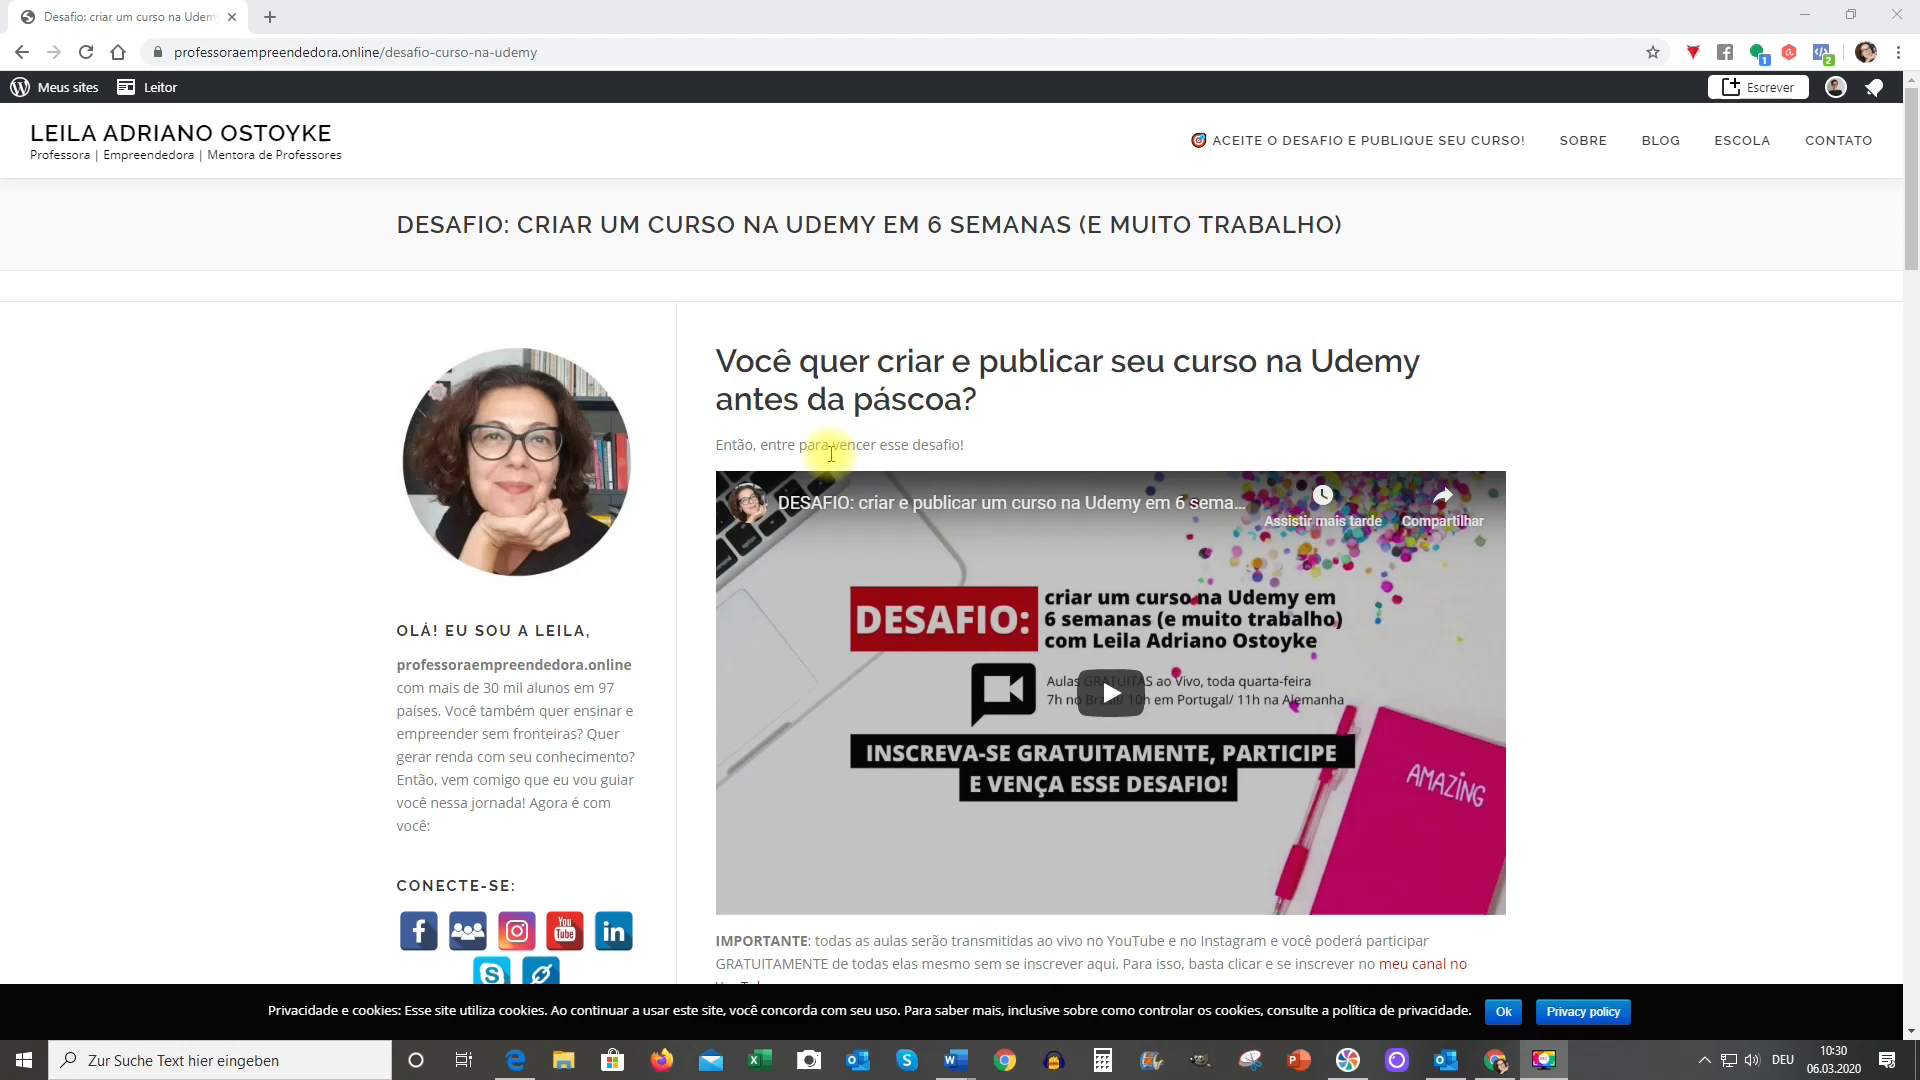 Desafio: criar um curso na Udem
professoraempreendedora.online/desafio-curso-na-udemy
Meus sites
Leitor
Escrever
LEILA ADRIANO OSTOYKE
Professora | Empreendedora | Mentora de Professores
ACEITE O DESAFIO E PUBLIQUE SEU CURSO!
SOBRE
BLOG
ESCOLA
CONTATO
DESAFIO: CRIAR UM CURSO NA UDEMY EM 6 SEMANAS (E MUITO TRABALHO)
OLÁ! EU SOU A LEILA,
professoraempreendedora.online
com mais de 30 mil alunos em 97
países. Você também quer ensinar e
empreender sem fronteiras? Quer
gerar renda com seu conhecimento?
Então, vem comigo que eu vou guiar
você nessa jornada! Agora é com
você:
CONECTE-SE:
You
Tube
in
Você quer criar e publicar seu curso na Udemy
antes da páscoa?
Então, entre para vencer esse desafio!
DESAFIO: criar e publicar um curso na Udemy em 6 sema...
Assistir mais tarde
Compartilhar
DESAFIO:
criar um curso na Udemy em
6 semanas (e muito trabalho)
com Leila Adriano Ostoyke
Aulas GRATUITAS ao Vivo, toda quarta-feira
7h no Brasil/ 10h em Portugal/ 11h na Alemanha
INSCREVA-SE GRATUITAMENTE, PARTICIPE
E VENÇA ESSE DESAFIO!
AMAZING
IMPORTANTE: todas as aulas serão transmitidas ao vivo no YouTube e no Instagram e você poderá participar
GRATUITAMENTE de todas elas mesmo sem se inscrever aqui. Para isso, basta clicar e se inscrever no meu canal no
Privacidade e cookies: Esse site utiliza cookies. Ao continuar a usar este site, você concorda com seu uso. Para saber mais, inclusive sobre como controlar os cookies, consulte a política de privacidade.
Ok
Privacy policy
Zur Suche Text hier eingeben
DEU
10:30
06.03.2020